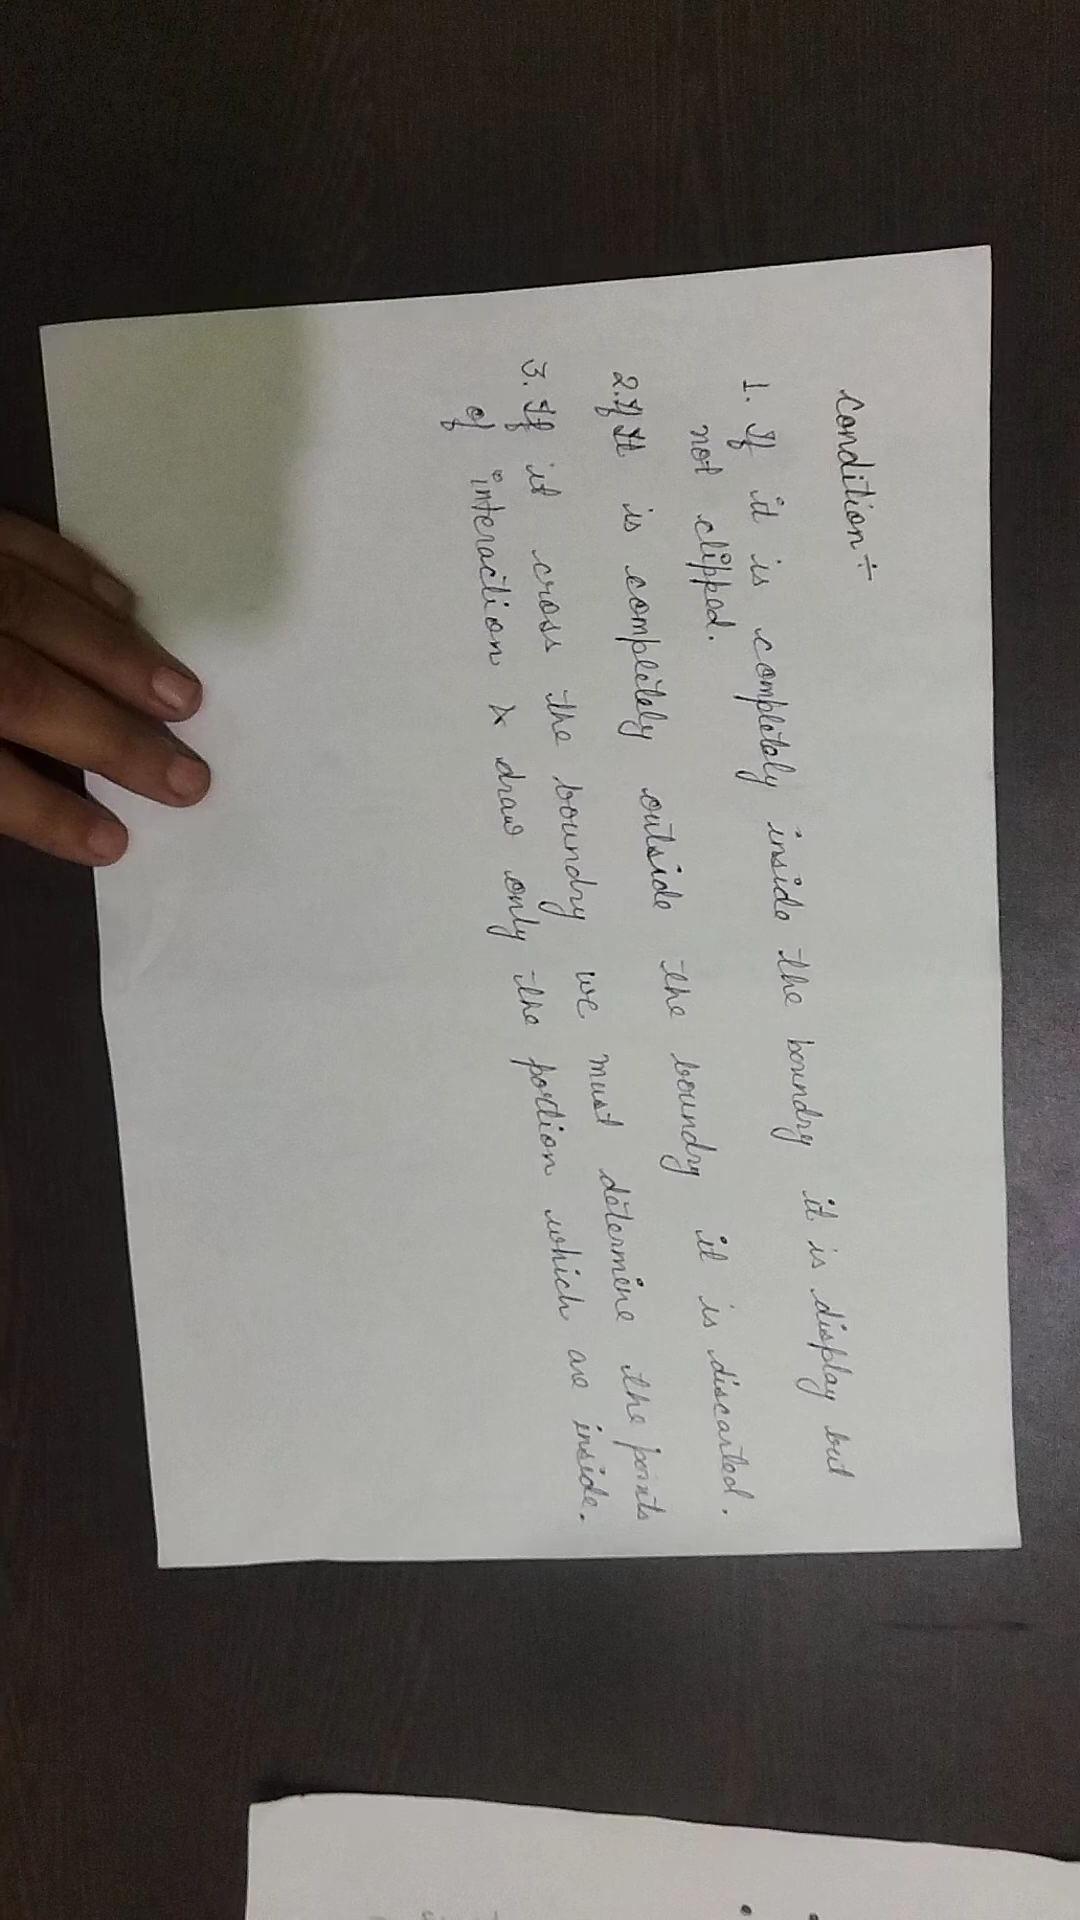 condition ÷
1. If it is completely inside the boundry it is display but
not clipped.
2. If It is completely outside the boundry it is discarted.
3. If it cross the boundry we must determine the points
of interaction & draw only the portion which are inside.